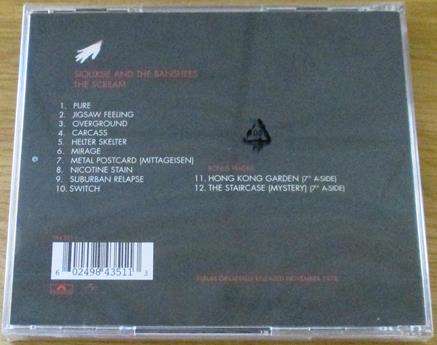 SIOUXSIE AND THE BANSHEES
THE SCREAM
1. PURE
2. JIGSAW FEELING
3. OVERGROUND
4. CARCASS
5. HELTER SKELTER
6. MIRAGE
7. METAL POSTCARD (MITTAGEISEN)
8. NICOTINE STAIN
9. SUBURBAN RELAPSE
10. SWITCH
BONUS TRACKS
11. HONG KONG GARDEN (7" A-SIDE)
12. THE STAIRCASE (MYSTERY) (7" A-SIDE)
6 02498 43511 3
ALBUM ORIGINALLY RELEASED NOVEMBER 1978